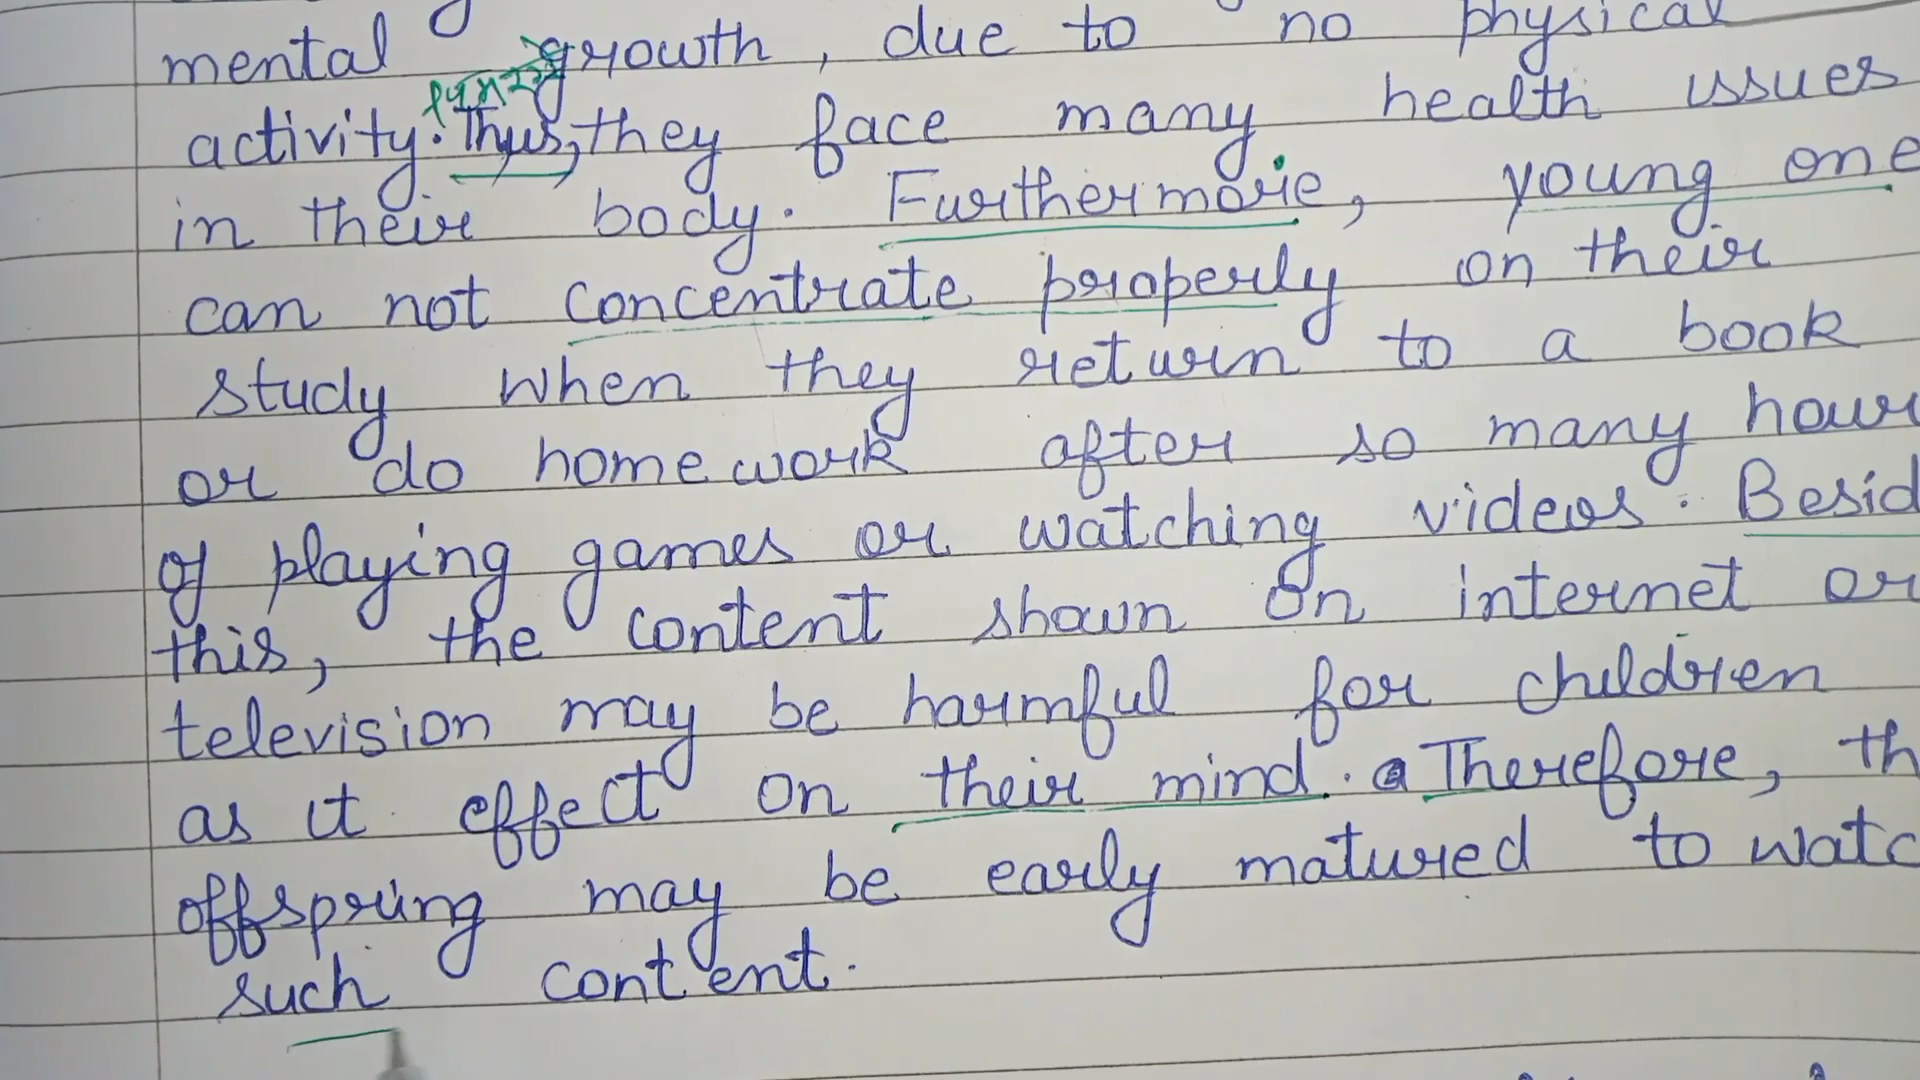 mental growth, due to no physical
activity. Thus, they face many health issues
in their body. Furthermore, young one
can not concentrate properly on their
study when they return to a book
or do homework after so many hour
of playing games or watching videos. Besid
this, the content shown on internet or
television may be harmful for children
as it effect on their mind. Therefore, th
offspring may be early matured to watc
such content.